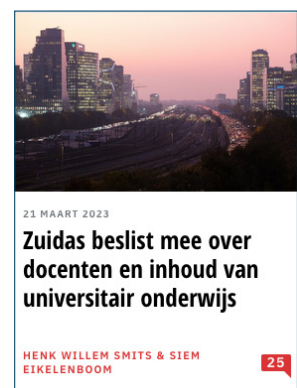 21 MAART 2023
Zuidas beslist mee over
docenten en inhoud van
universitair onderwijs
HENK WILLEM SMITS & SIEM
EIKELENBOOM
25